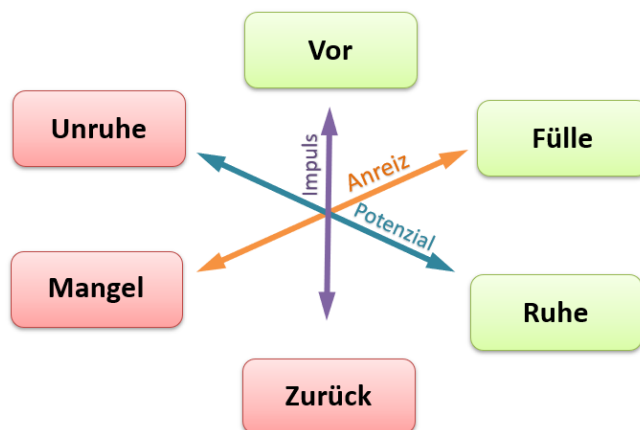 Vor
Unruhe
Fülle
Impuls
Anreiz
Potenzial
Mangel
Ruhe
Zurück